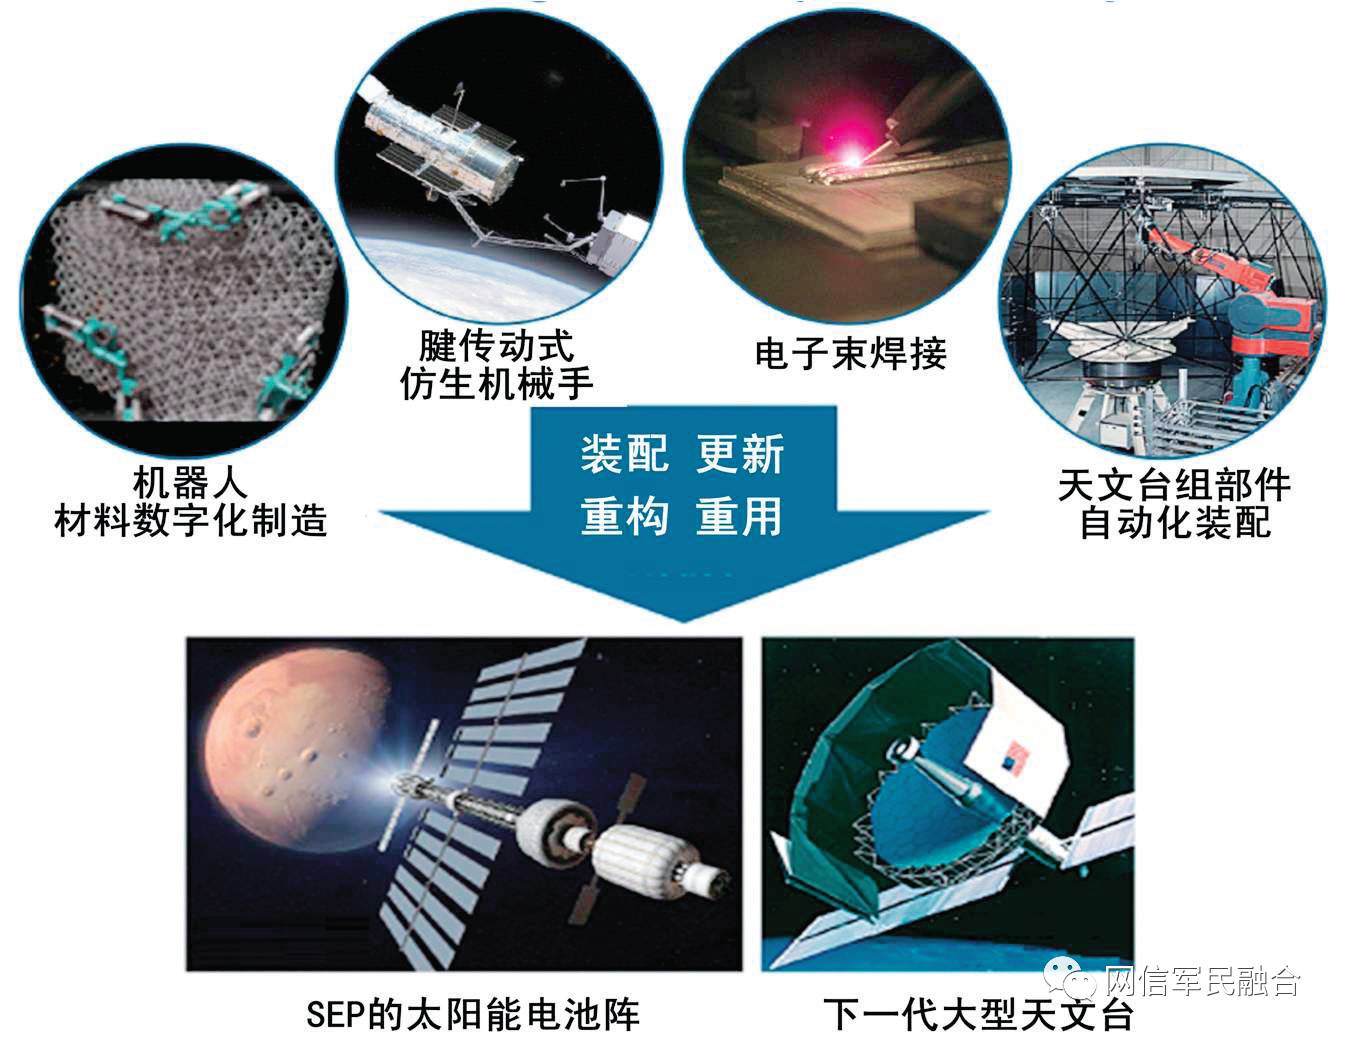 腱传动式
仿生机械手
电子束焊接
机器人
材料数字化制造
天文台组部件
自动化装配
装配 更新
重构 重用
SEP的太阳能电池阵
下一代大型天文台
网信军民融合